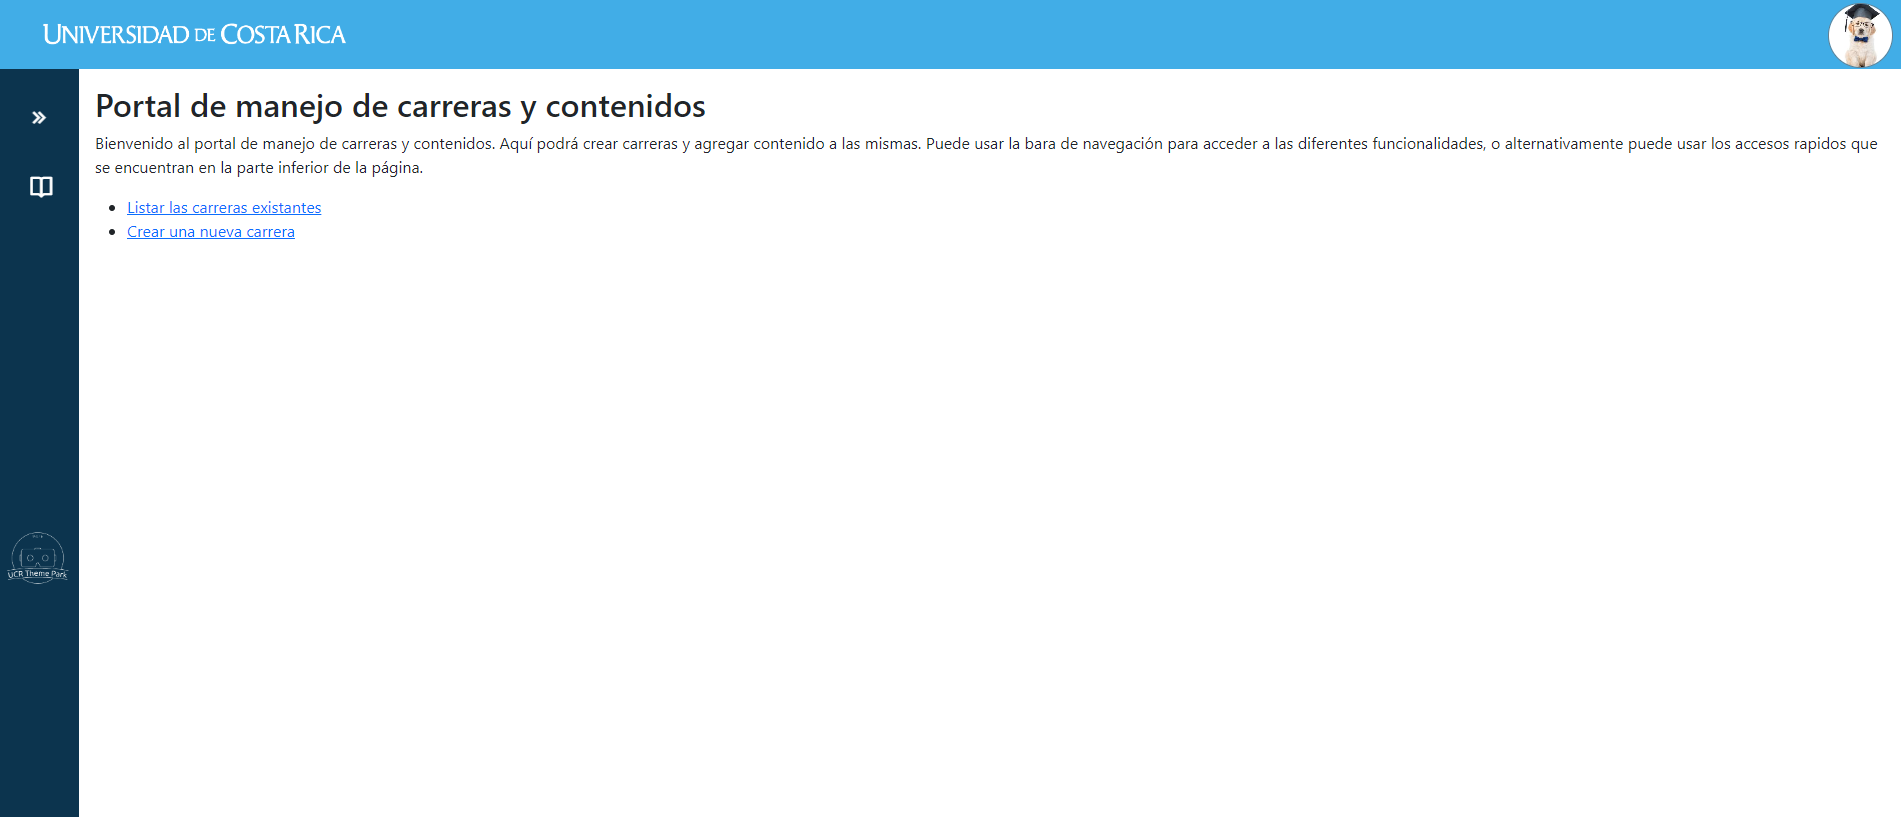 UNIVERSIDAD DE COSTA RICA
Portal de manejo de carreras y contenidos
Bienvenido al portal de manejo de carreras y contenidos. Aquí podrá crear carreras y agregar contenido a las mismas. Puede usar la bara de navegación para acceder a las diferentes funcionalidades, o alternativamente puede usar los accesos rapidos que
se encuentran en la parte inferior de la página.
Listar las carreras existantes
Crear una nueva carrera
UCR Theme Park